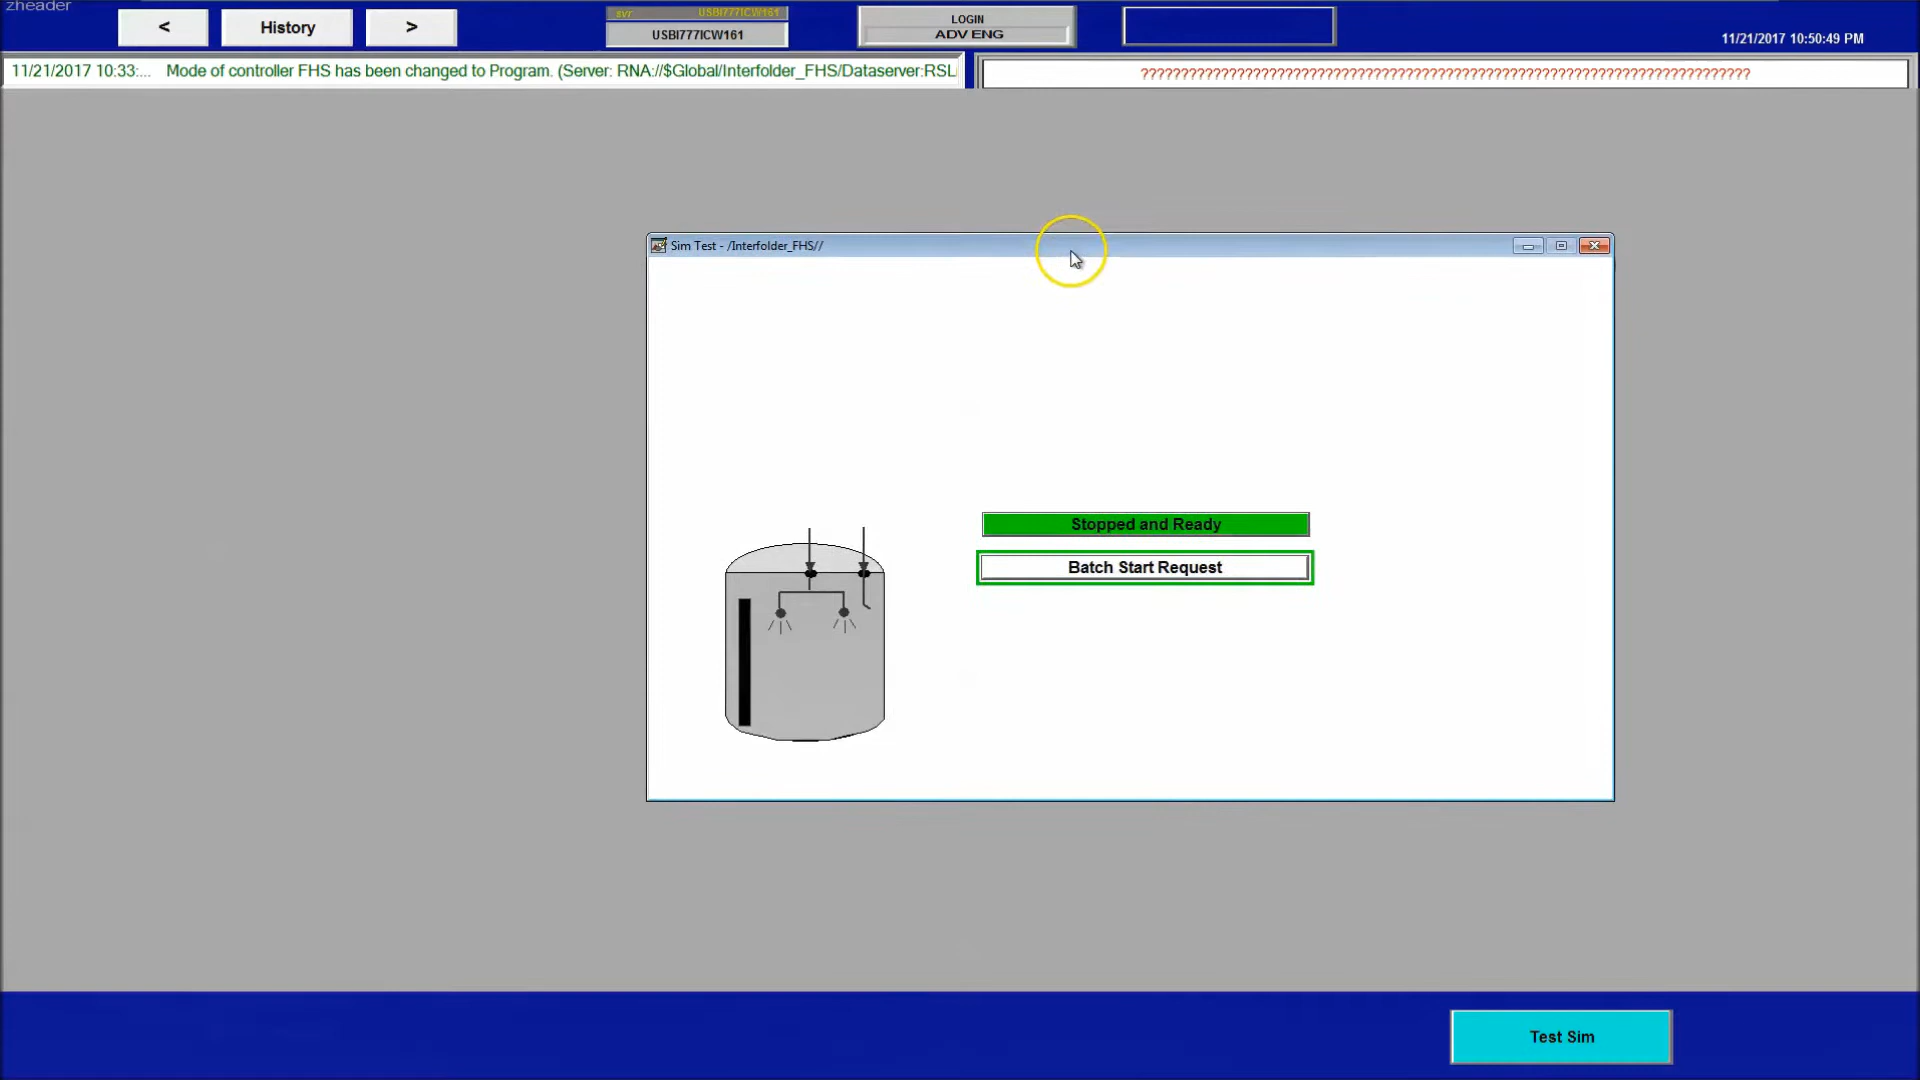 zheader
<
History
>
svr USBI777ICW161
USBI777ICW161
LOGIN
ADV ENG
11/21/2017 10:50:49 PM
11/21/2017 10:33:... Mode of controller FHS has been changed to Program. (Server: RNA://$Global/Interfolder_FHS/Dataserver:RSL
????????????????????????????????????????????????????????????????????????????
Sim Test - /Interfolder_FHS//
Stopped and Ready
Batch Start Request
Test Sim